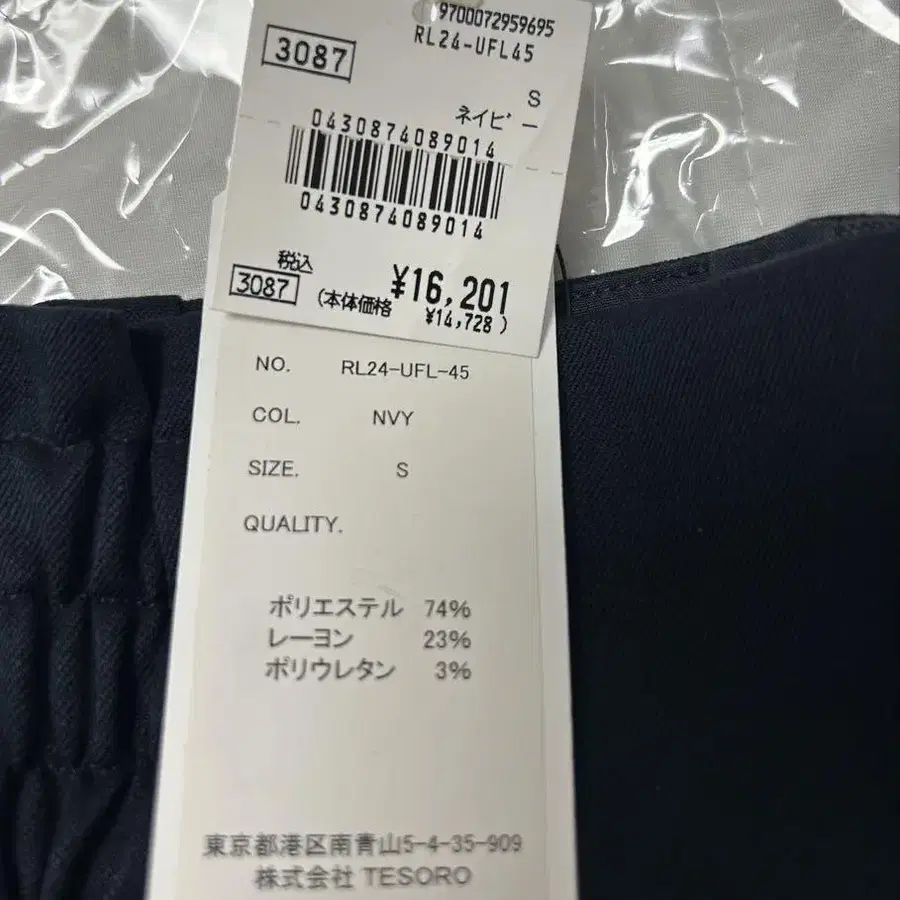 9700072959695
RL24-UFL45
3087
S
ネイビー
0430874089014
0430874089014
税込
3087
¥16,201
(本体価格 ¥14,728 )
NO. RL24-UFL-45
COL. NVY
SIZE. S
QUALITY.
ポリエステル 74%
レーヨン 23%
ポリウレタン 3%
東京都港区南青山5-4-35-909
株式会社 TESORO